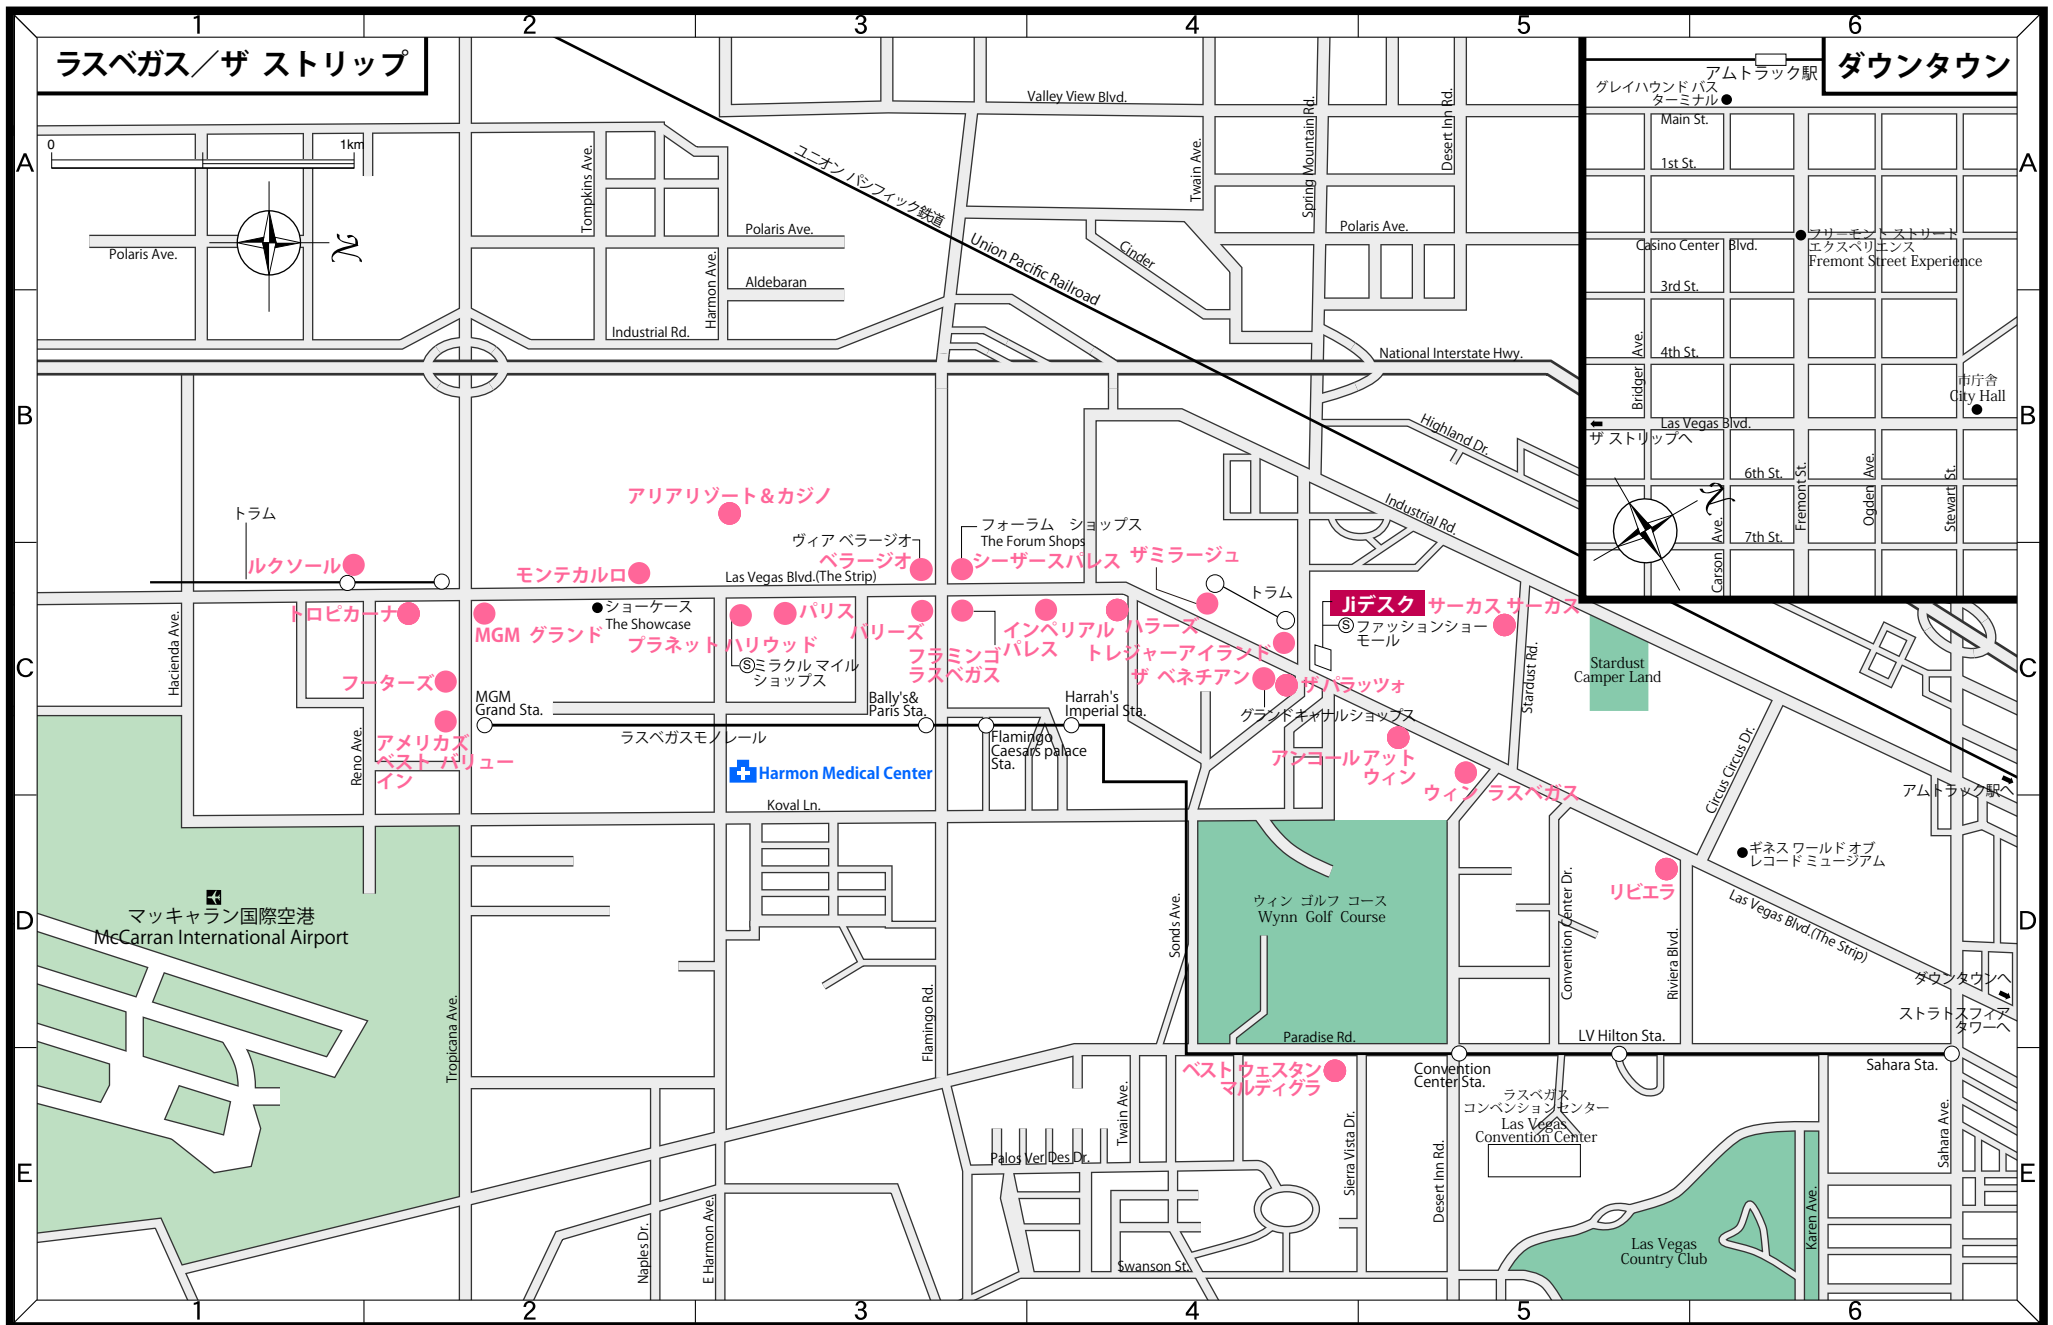 1
2
3
4
5
6
A
B
C
D
E
ラスベガス／ザ ストリップ
0
1km
N
Polaris Ave.
Tompkins Ave.
Harmon Ave.
Polaris Ave.
Aldebaran
Industrial Rd.
ユニオン パシフィック鉄道
Union Pacific Railroad
Valley View Blvd.
Twain Ave.
Spring Mountain Rd.
Desert Inn Rd.
Polaris Ave.
Cinder
National Interstate Hwy.
Highland Dr.
Industrial Rd.
ダウンタウン
アムトラック駅
グレイハウンド バス
ターミナル
Main St.
1st St.
フリーモント ストリート
エクスペリエンス
Fremont Street Experience
Casino Center Blvd.
3rd St.
4th St.
Bridger Ave.
市庁舎
City Hall
Las Vegas Blvd.
ザ ストリップへ
6th St.
7th St.
N
Carson Ave.
Fremont St.
Ogden Ave.
Stewart St.
A
B
C
D
E
アリアリゾート＆カジノ
トラム
ルクソール
モンテカルロ
ヴィア ベラージオ
ベラージオ
フォーラム ショップス
The Forum Shops
シーザースパレス
ザミラージュ
Las Vegas Blvd.(The Strip)
トロピカーナ
MGM グランド
ショーケース
The Showcase
プラネット ハリウッド
パリス
バリーズ
フラミンゴ
ラスベガス
インペリアル
パレス
ハラーズ
トラム
Jiデスク
サーカス サーカス
Ⓢファッションショー
モール
トレジャーアイランド
ザ ベネチアン
ザ パラッツォ
グランドキャナルショップス
Ⓢミラクル マイル
ショップス
フーターズ
アメリカズ
ベスト バリュー
イン
Hacienda Ave.
Reno Ave.
MGM
Grand Sta.
ラスベガスモノレール
Bally's&
Paris Sta.
Flamingo
Caesars palace
Sta.
Harrah's
Imperial Sta.
Harmon Medical Center
Koval Ln.
アンコール アット
ウィン
ウィン ラスベガス
Stardust Rd.
Stardust
Camper Land
Circus Circus Dr.
アムトラック駅へ
ギネス ワールド オブ
レコード ミュージアム
リビエラ
Las Vegas Blvd.(The Strip)
ダウンタウンへ
ストラトスフィア
タワーへ
マッキャラン国際空港
McCarran International Airport
Tropicana Ave.
Flamingo Rd.
Sonds Ave.
ウィン ゴルフ コース
Wynn Golf Course
Convention Center Dr.
Riviera Blvd.
Paradise Rd.
LV Hilton Sta.
Sahara Sta.
Convention
Center Sta.
ベスト ウェスタン
マルディグラ
ラスベガス
コンベンションセンター
Las Vegas
Convention Center
Twain Ave.
Palos Ver Des Dr.
Sierra Vista Dr.
Desert Inn Rd.
Sahara Ave.
Karen Ave.
Las Vegas
Country Club
Naples Dr.
E Harmon Ave.
Swanson St.
1
2
3
4
5
6